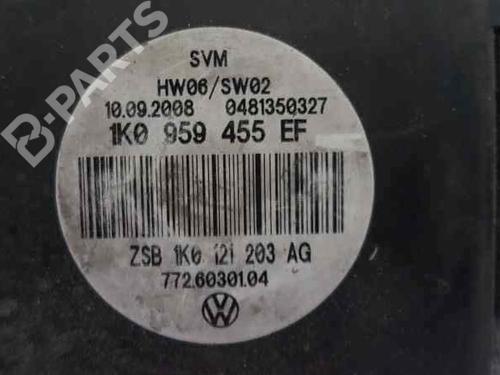 B-PARTS
SVM
HW06/SW02
10.09.2008 0481350327
1K0 959 455 EF
ZSB 1K0 121 203 AG
772.60301.04